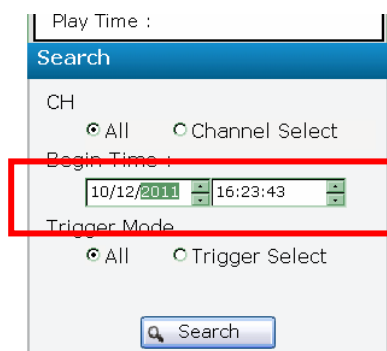 Play Time :
Search
CH
All Channel Select
Begin Time :
10/12/2011 16:23:43
Trigger Mode
All Trigger Select
Search